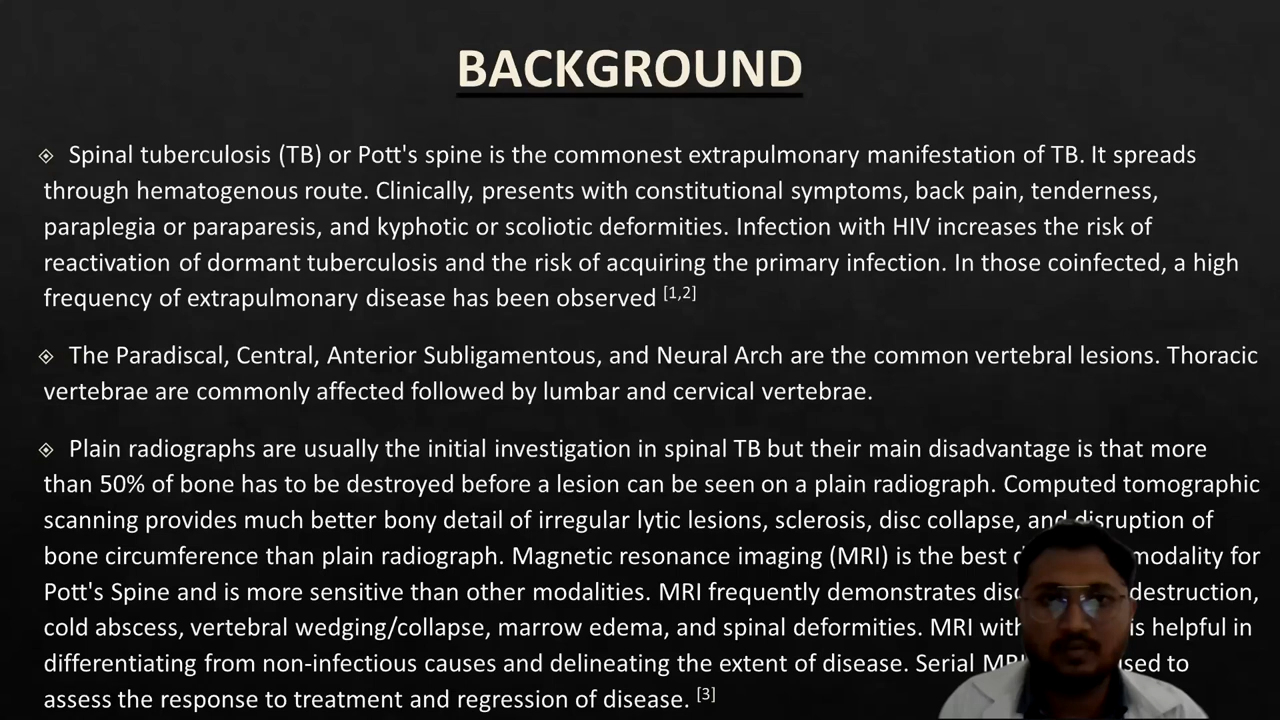 BACKGROUND
Spinal tuberculosis (TB) or Pott's spine is the commonest extrapulmonary manifestation of TB. It spreads
through hematogenous route. Clinically, presents with constitutional symptoms, back pain, tenderness,
paraplegia or paraparesis, and kyphotic or scoliotic deformities. Infection with HIV increases the risk of
reactivation of dormant tuberculosis and the risk of acquiring the primary infection. In those coinfected, a high
frequency of extrapulmonary disease has been observed [1,2]
The Paradiscal, Central, Anterior Subligamentous, and Neural Arch are the common vertebral lesions. Thoracic
vertebrae are commonly affected followed by lumbar and cervical vertebrae.
Plain radiographs are usually the initial investigation in spinal TB but their main disadvantage is that more
than 50% of bone has to be destroyed before a lesion can be seen on a plain radiograph. Computed tomographic
scanning provides much better bony detail of irregular lytic lesions, sclerosis, disc collapse, and disruption of
bone circumference than plain radiograph. Magnetic resonance imaging (MRI) is the best modality for
Pott's Spine and is more sensitive than other modalities. MRI frequently demonstrates destruction,
cold abscess, vertebral wedging/collapse, marrow edema, and spinal deformities. MRI with is helpful in
differentiating from non-infectious causes and delineating the extent of disease. Serial MRI used to
assess the response to treatment and regression of disease. [3]